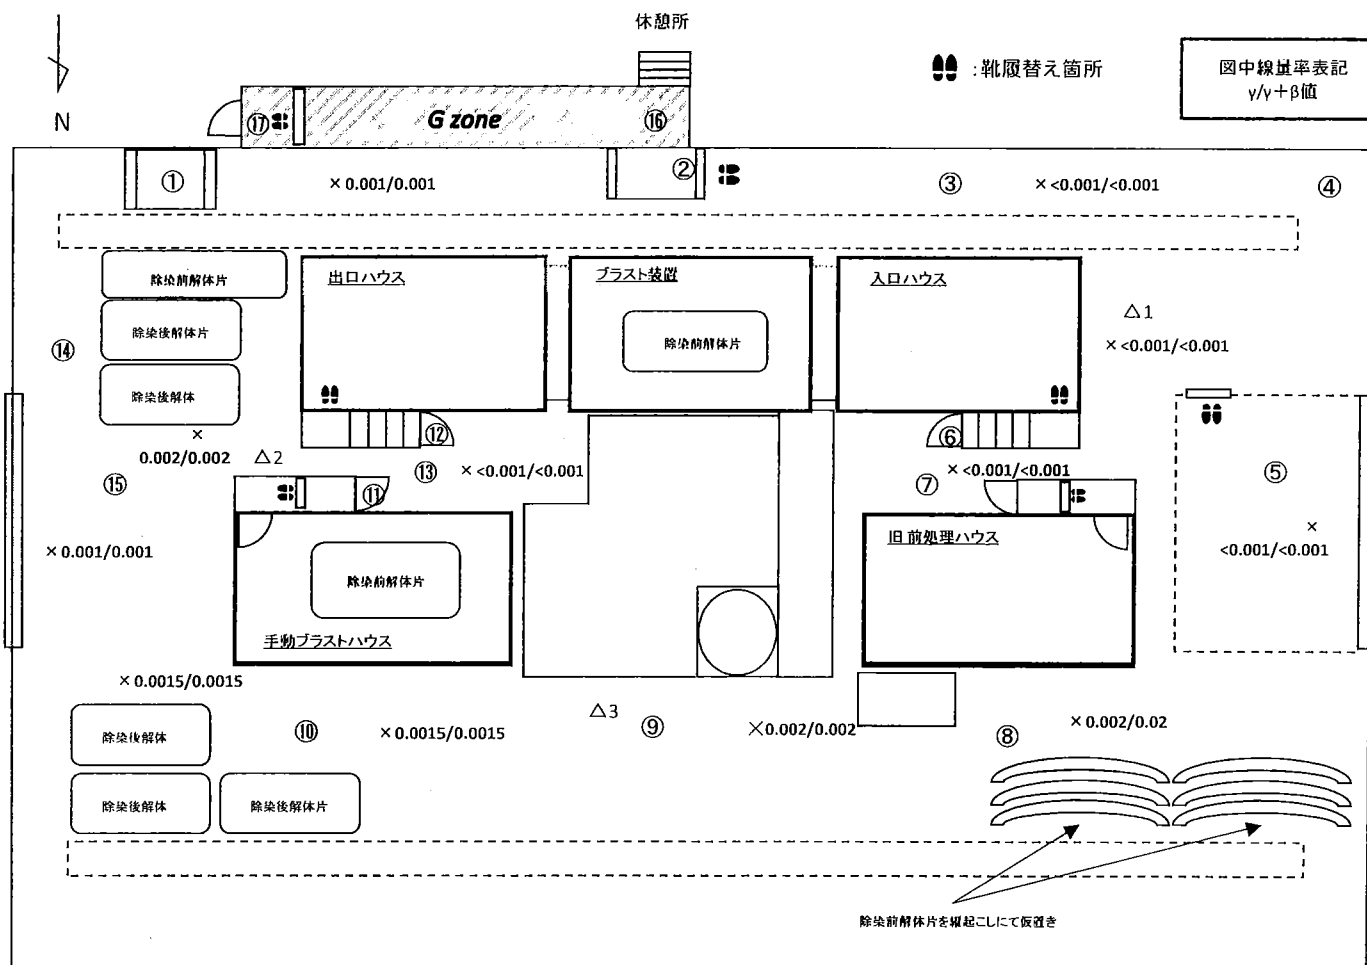 休憩所
:靴履替え箇所
図中線量率表記
γ/γ+β値
N
⑰
G zone
⑯
①
× 0.001/0.001
②
③
× <0.001/<0.001
④
除染前解体片
出口ハウス
ブラスト装置
入口ハウス
除染後解体片
除染前解体片
△1
× <0.001/<0.001
⑭
除染後解体
×
0.002/0.002
△2
⑫
⑬
× <0.001/<0.001
⑥
× <0.001/<0.001
⑦
⑤
⑮
⑪
×
<0.001/<0.001
× 0.001/0.001
除染前解体片
手動ブラストハウス
旧前処理ハウス
× 0.0015/0.0015
除染後解体
⑩
× 0.0015/0.0015
△3
⑨
×0.002/0.002
⑧
× 0.002/0.02
除染後解体
除染後解体片
除染前解体片を縦起こしにて仮置き